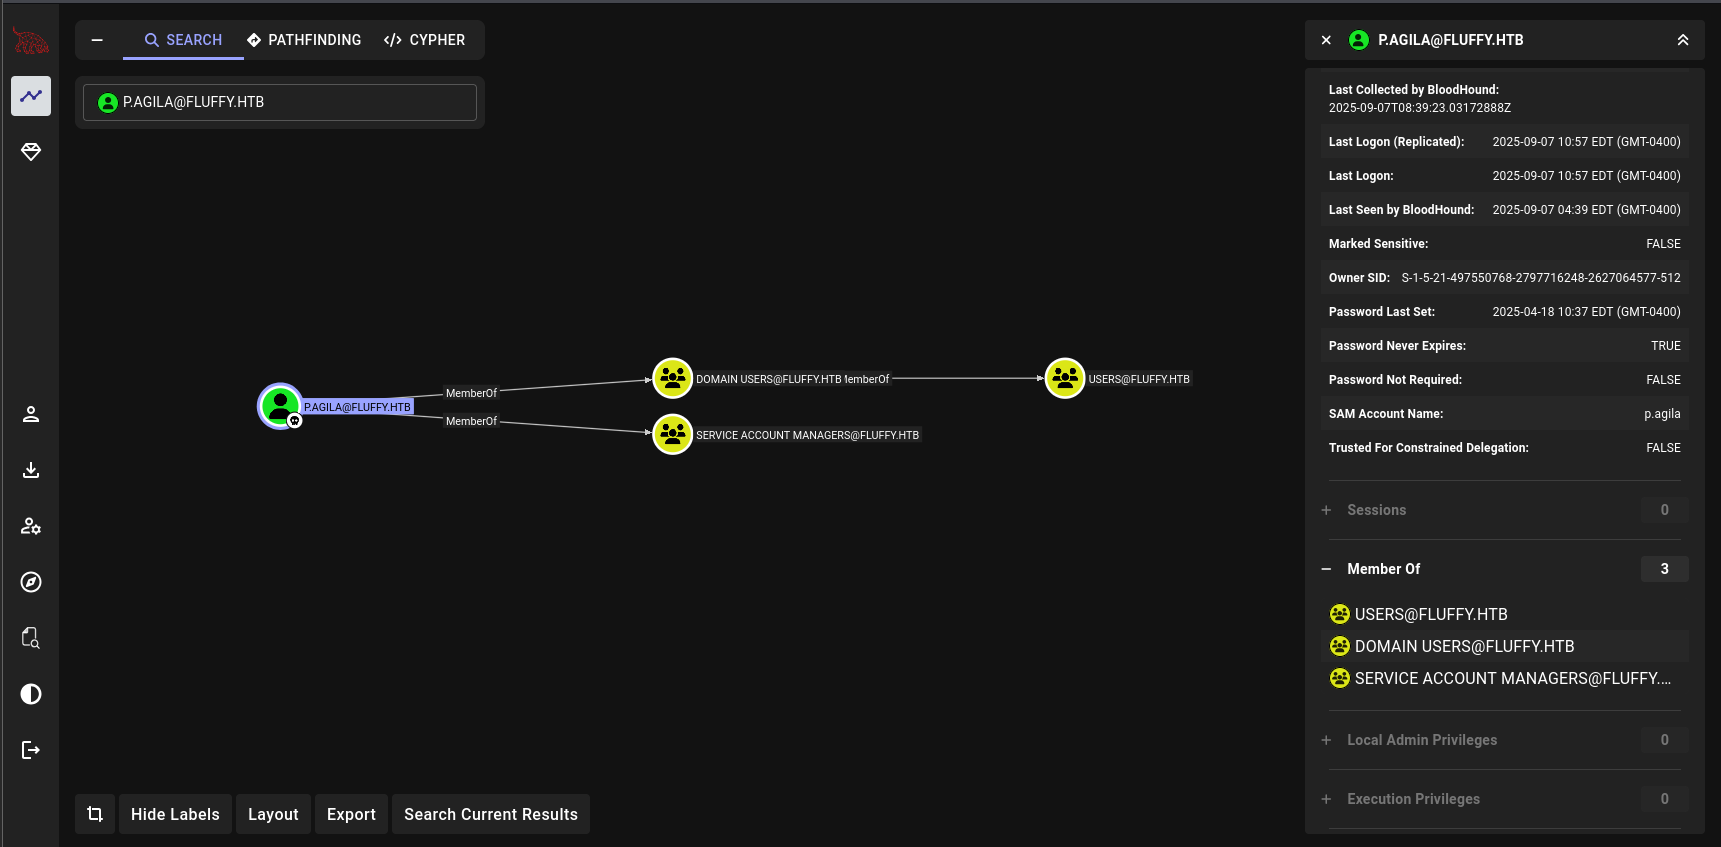 SEARCH
PATHFINDING
CYPHER
P.AGILA@FLUFFY.HTB
P.AGILA@FLUFFY.HTB
MemberOf
MemberOf
DOMAIN USERS@FLUFFY.HTB
emberOf
USERS@FLUFFY.HTB
SERVICE ACCOUNT MANAGERS@FLUFFY.HTB
Hide Labels
Layout
Export
Search Current Results
P.AGILA@FLUFFY.HTB
Last Collected by BloodHound:
2025-09-07T08:39:23.03172888Z
Last Logon (Replicated): 2025-09-07 10:57 EDT (GMT-0400)
Last Logon: 2025-09-07 10:57 EDT (GMT-0400)
Last Seen by BloodHound: 2025-09-07 04:39 EDT (GMT-0400)
Marked Sensitive: FALSE
Owner SID: S-1-5-21-497550768-2797716248-2627064577-512
Password Last Set: 2025-04-18 10:37 EDT (GMT-0400)
Password Never Expires: TRUE
Password Not Required: FALSE
SAM Account Name: p.agila
Trusted For Constrained Delegation: FALSE
Sessions 0
Member Of 3
USERS@FLUFFY.HTB
DOMAIN USERS@FLUFFY.HTB
SERVICE ACCOUNT MANAGERS@FLUFFY....
Local Admin Privileges 0
Execution Privileges 0